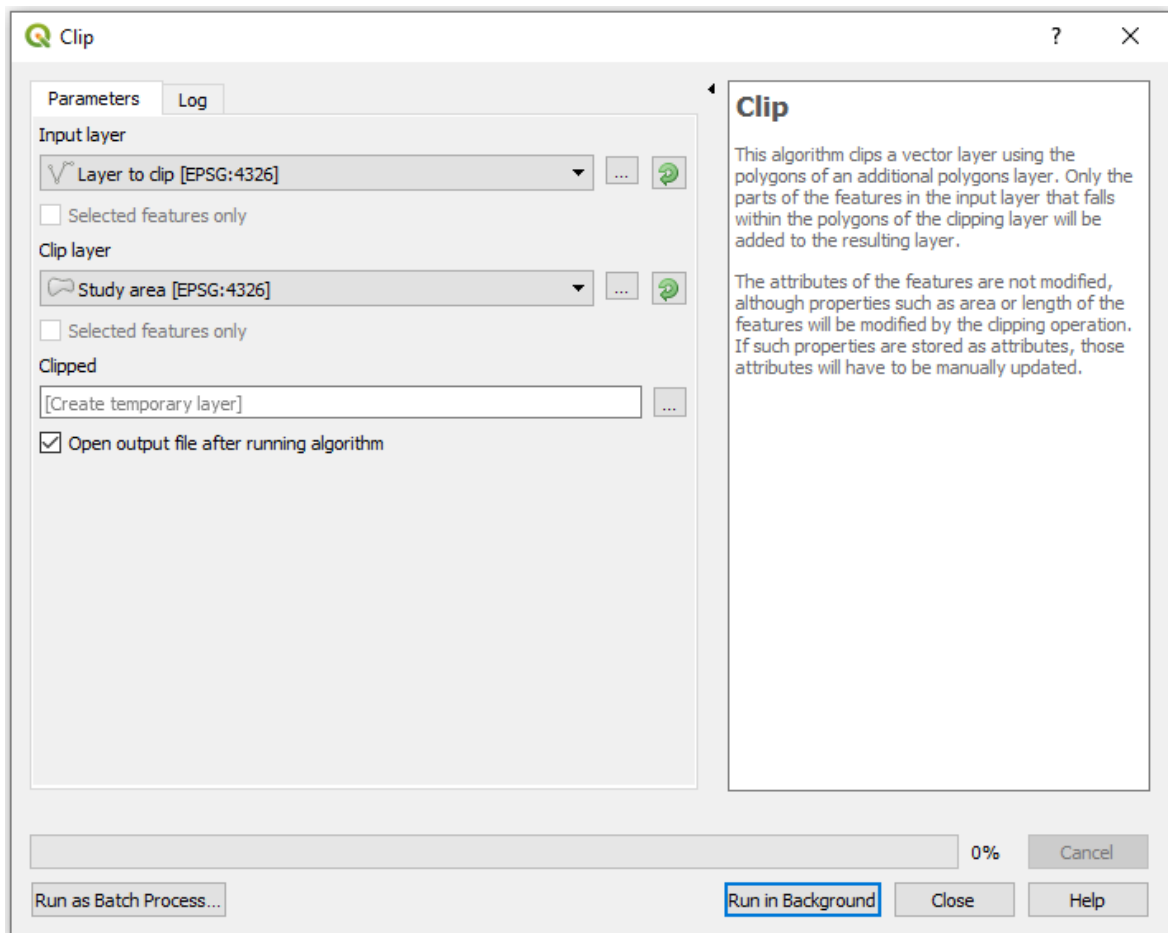 Clip
?
Parameters
Log
Input layer
Layer to clip [EPSG:4326]
...
Selected features only
Clip layer
Study area [EPSG:4326]
...
Selected features only
Clipped
[Create temporary layer]
...
Open output file after running algorithm
Clip
This algorithm clips a vector layer using the
polygons of an additional polygons layer. Only the
parts of the features in the input layer that falls
within the polygons of the clipping layer will be
added to the resulting layer.
The attributes of the features are not modified,
although properties such as area or length of the
features will be modified by the clipping operation.
If such properties are stored as attributes, those
attributes will have to be manually updated.
0%
Cancel
Run as Batch Process...
Run in Background
Close
Help